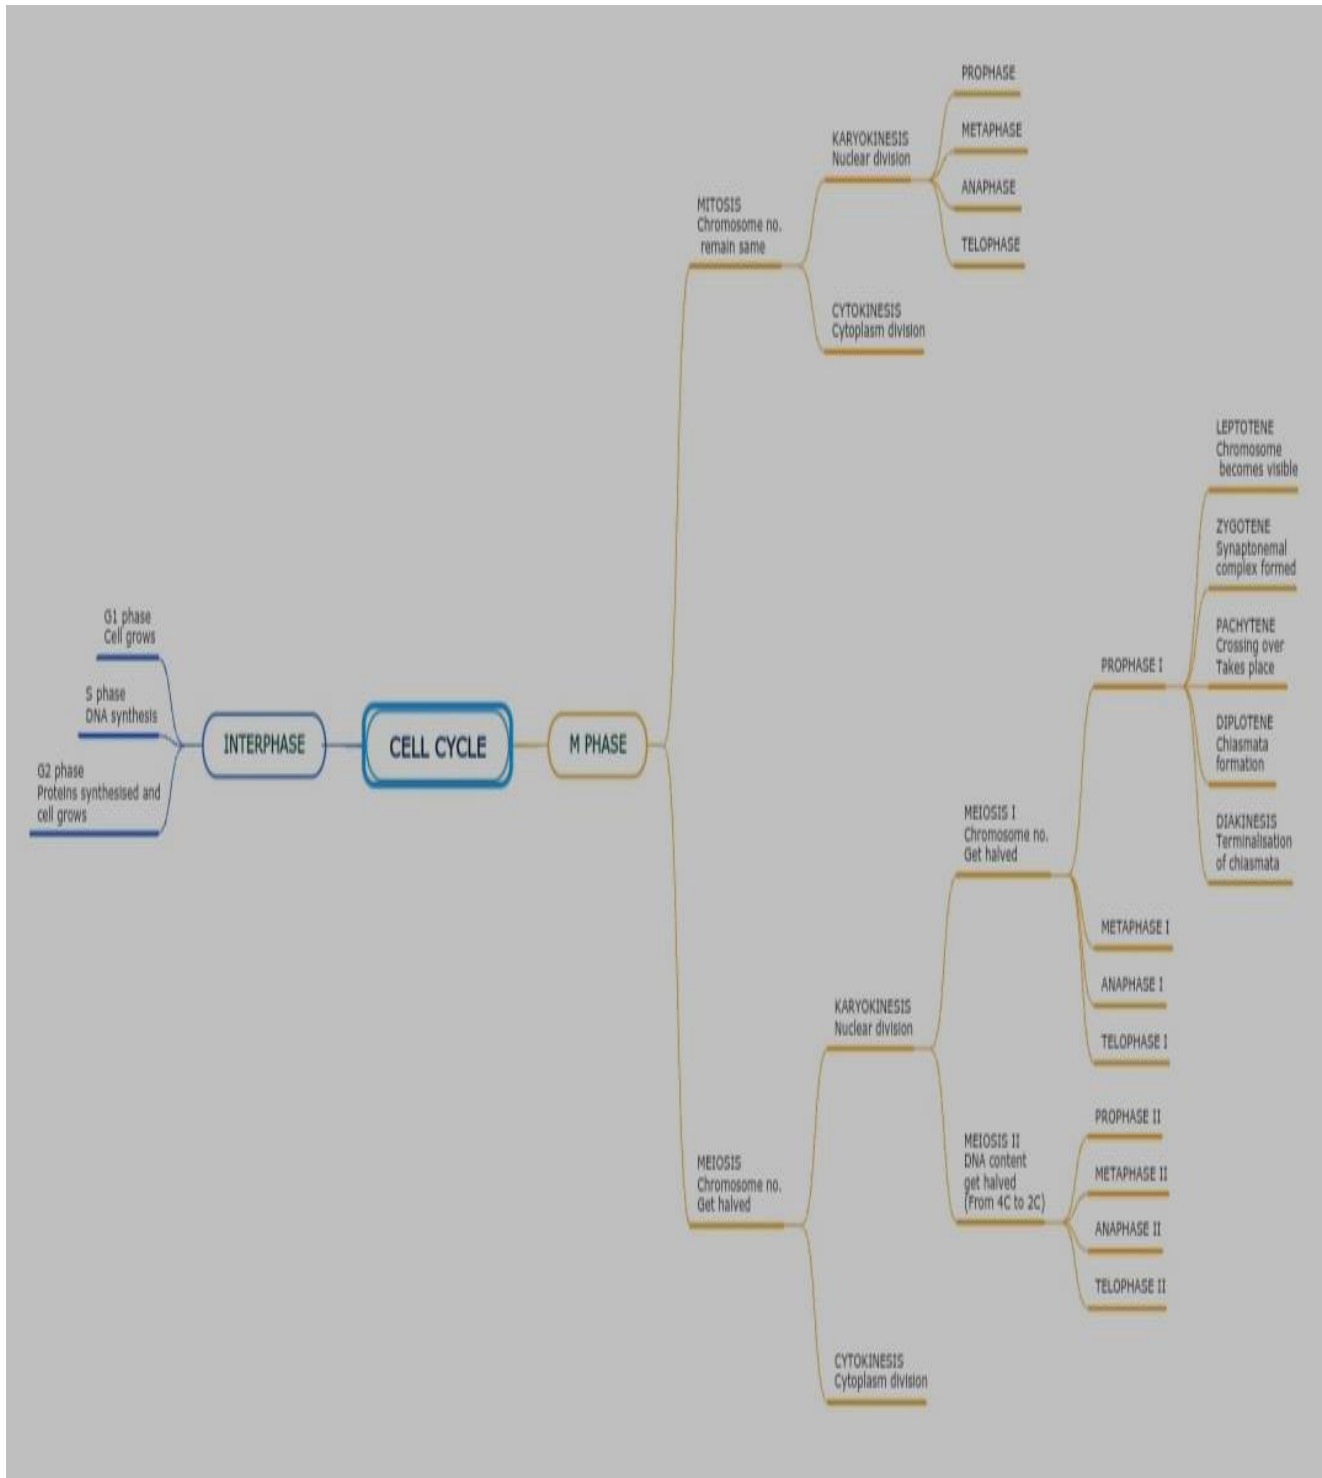 PROPHASE
METAPHASE
ANAPHASE
TELOPHASE
KARYOKINESIS
Nuclear division
MITOSIS
Chromosome no.
remain same
CYTOKINESIS
Cytoplasm division
LEPTOTENE
Chromosome
becomes visible
ZYGOTENE
Synaptonemal
complex formed
PACHYTENE
Crossing over
Takes place
DIPLOTENE
Chiasmata
formation
DIAKINESIS
Terminalisation
of chiasmata
PROPHASE I
G1 phase
Cell grows
S phase
DNA synthesis
G2 phase
Proteins synthesised and
cell grows
INTERPHASE
CELL CYCLE
M PHASE
MEIOSIS I
Chromosome no.
Get halved
METAPHASE I
ANAPHASE I
TELOPHASE I
KARYOKINESIS
Nuclear division
MEIOSIS II
DNA content
get halved
(From 4C to 2C)
PROPHASE II
METAPHASE II
ANAPHASE II
TELOPHASE II
MEIOSIS
Chromosome no.
Get halved
CYTOKINESIS
Cytoplasm division